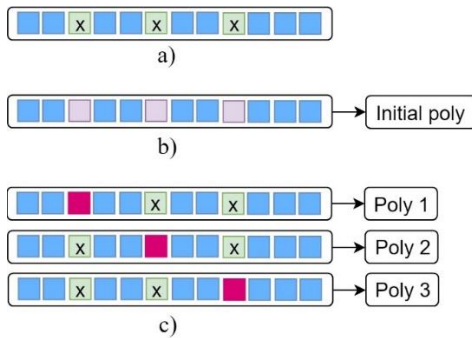 x x x
a)
Initial poly
b)
x x Poly 1
x x Poly 2
x x Poly 3
c)